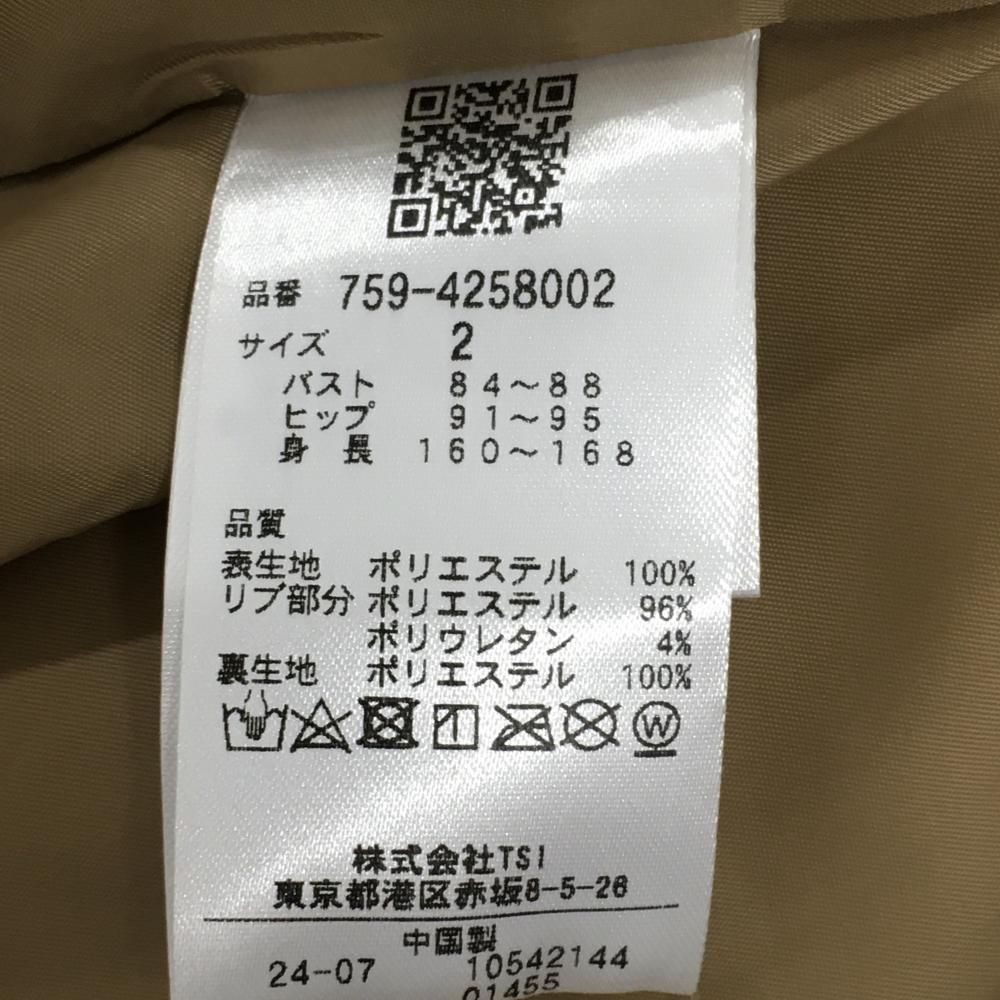 品番 759-4258002
サイズ 2
バスト 84～88
ヒップ 91～95
身長 160～168
品質
表生地 ポリエステル 100%
リブ部分 ポリエステル 96%
ポリウレタン 4%
裏生地 ポリエステル 100%
W
株式会社TSI
東京都港区赤坂8-5-28
中国製
24-07 10542144
01455